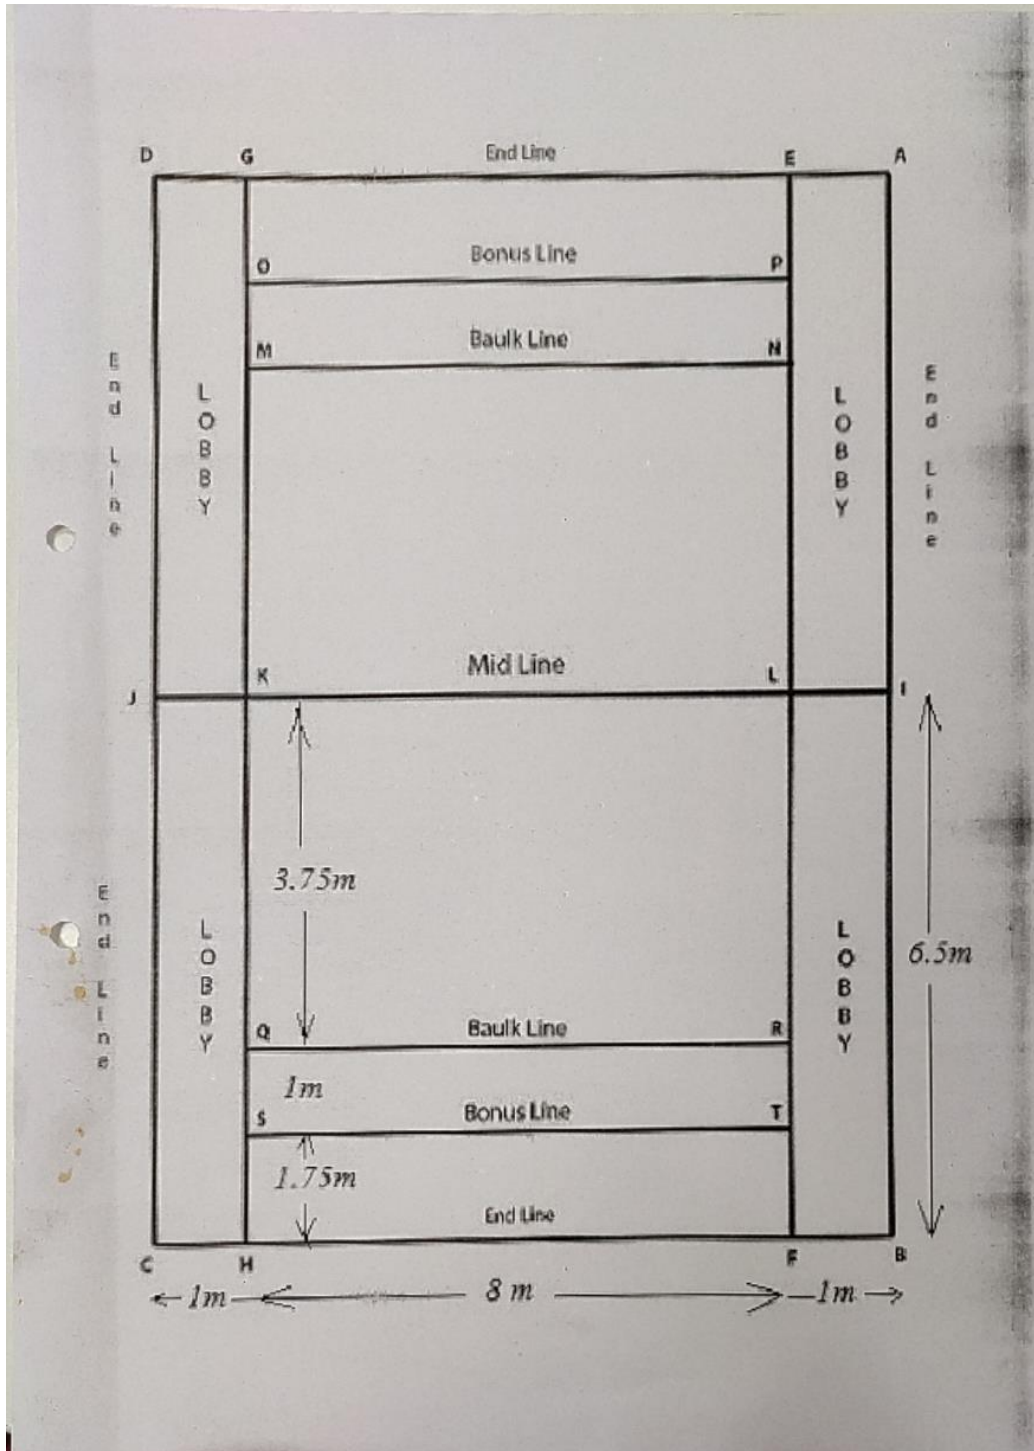 D G End Line E A
O Bonus Line P
M Baulk Line N
End Line
LOBBY
LOBBY
End Line
J K Mid Line L I
3.75m
End Line
LOBBY
LOBBY
6.5m
Q Baulk Line R
1m
S Bonus Line T
1.75m
End Line
C H F B
1m 8 m 1m